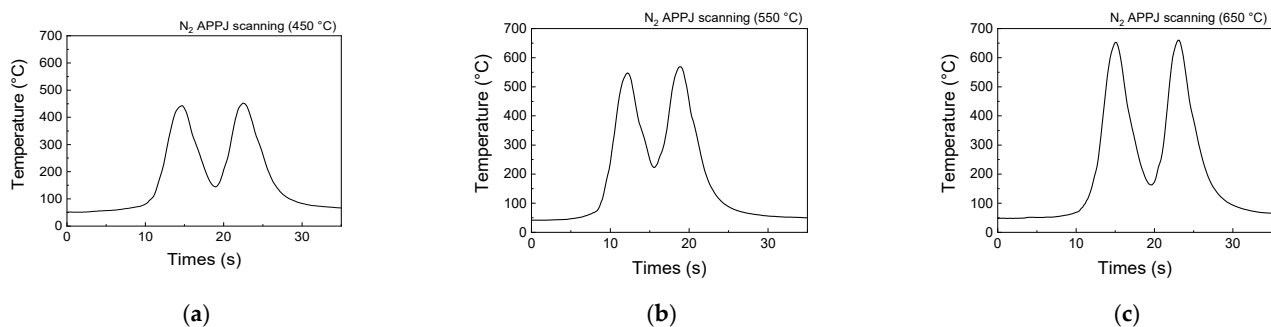 N₂ APPJ scanning (450 °C)
700
600
500
400
300
200
100
0
Temperature (°C)
0 10 20 30
Times (s)
(a)
N₂ APPJ scanning (550 °C)
700
600
500
400
300
200
100
0
Temperature (°C)
0 10 20 30
Times (s)
(b)
N₂ APPJ scanning (650 °C)
700
600
500
400
300
200
100
0
Temperature (°C)
0 10 20 30
Times (s)
(c)